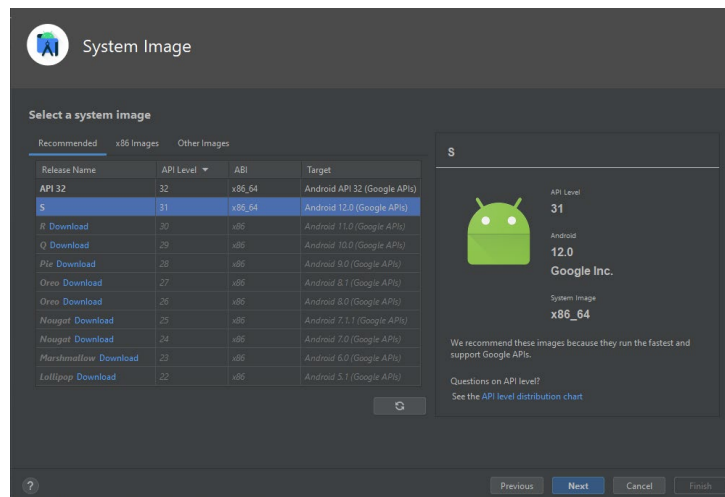 System Image
Select a system image
Recommended x86 Images Other Images
Release Name API Level ABI Target
API 32 32 x86_64 Android API 32 (Google APIs)
S 31 x86_64 Android 12.0 (Google APIs)
R Download 30 x86 Android 11.0 (Google APIs)
Q Download 29 x86 Android 10.0 (Google APIs)
Pie Download 28 x86 Android 9.0 (Google APIs)
Oreo Download 27 x86 Android 8.1 (Google APIs)
Oreo Download 26 x86 Android 8.0 (Google APIs)
Nougat Download 25 x86 Android 7.1.1 (Google APIs)
Nougat Download 24 x86 Android 7.0 (Google APIs)
Marshmallow Download 23 x86 Android 6.0 (Google APIs)
Lollipop Download 22 x86 Android 5.1 (Google APIs)
S
API Level
31
Android
12.0
Google Inc.
System Image
x86_64
We recommend these images because they run the fastest and
support Google APIs.
Questions on API level?
See the API level distribution chart
? Previous Next Cancel Finish